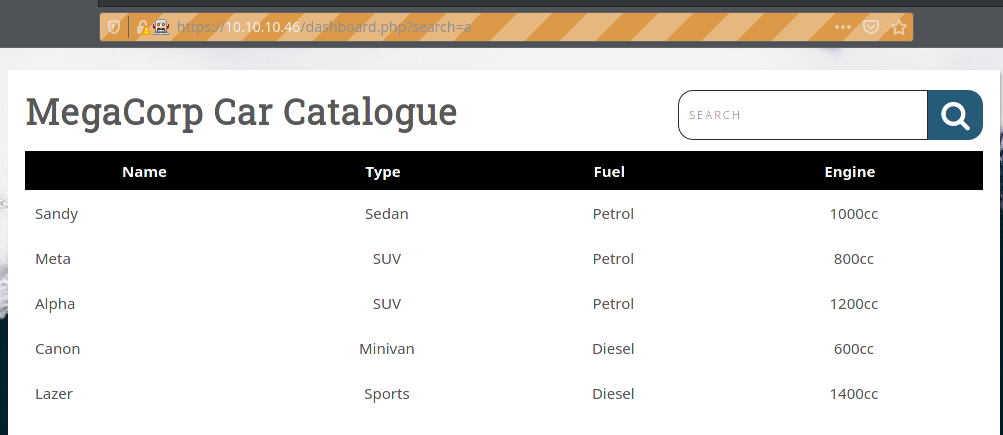 https://10.10.10.46/dashboard.php?search=a
MegaCorp Car Catalogue
SEARCH
Name Type Fuel Engine
Sandy Sedan Petrol 1000cc
Meta SUV Petrol 800cc
Alpha SUV Petrol 1200cc
Canon Minivan Diesel 600cc
Lazer Sports Diesel 1400cc